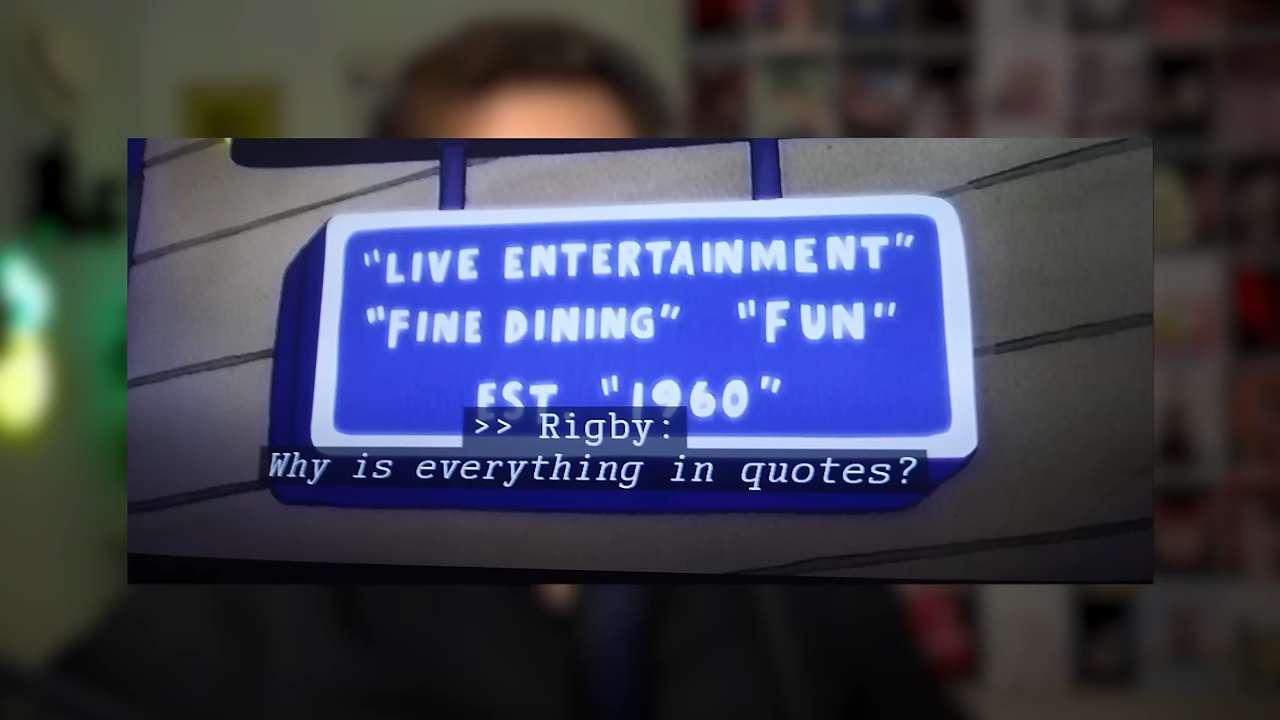 "LIVE ENTERTAINMENT"
"FINE DINING" "FUN"
EST. "1960"
>> Rigby:
Why is everything in quotes?